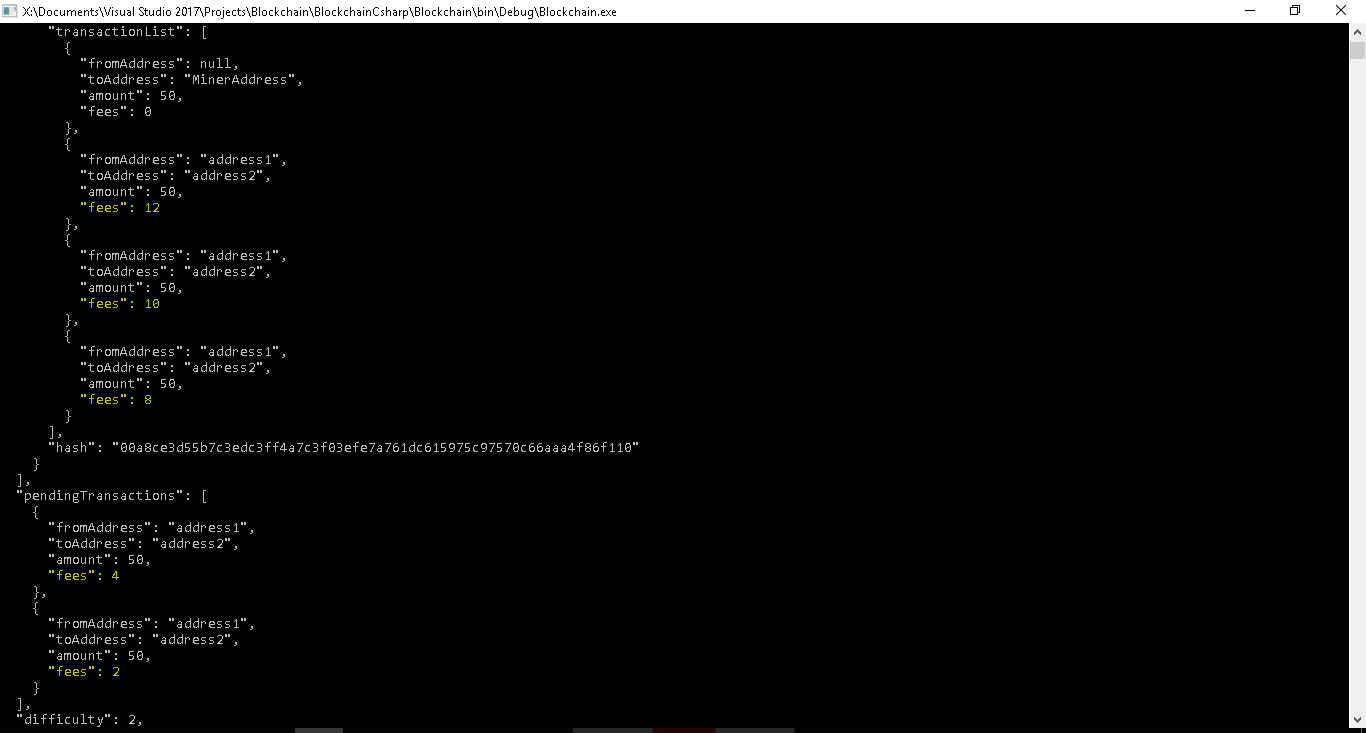 X:\Documents\Visual Studio 2017\Projects\Blockchain\BlockchainCsharp\Blockchain\bin\Debug\Blockchain.exe
"transactionList": [
{
"fromAddress": null,
"toAddress": "MinerAddress",
"amount": 50,
"fees": 0
},
{
"fromAddress": "address1",
"toAddress": "address2",
"amount": 50,
"fees": 12
},
{
"fromAddress": "address1",
"toAddress": "address2",
"amount": 50,
"fees": 10
},
{
"fromAddress": "address1",
"toAddress": "address2",
"amount": 50,
"fees": 8
}
],
"hash": "00a8ce3d55b7c3edc3ff4a7c3f03efe7a761dc615975c97570c66aaa4f86f110"
}
],
"pendingTransactions": [
{
"fromAddress": "address1",
"toAddress": "address2",
"amount": 50,
"fees": 4
},
{
"fromAddress": "address1",
"toAddress": "address2",
"amount": 50,
"fees": 2
}
],
"difficulty": 2,